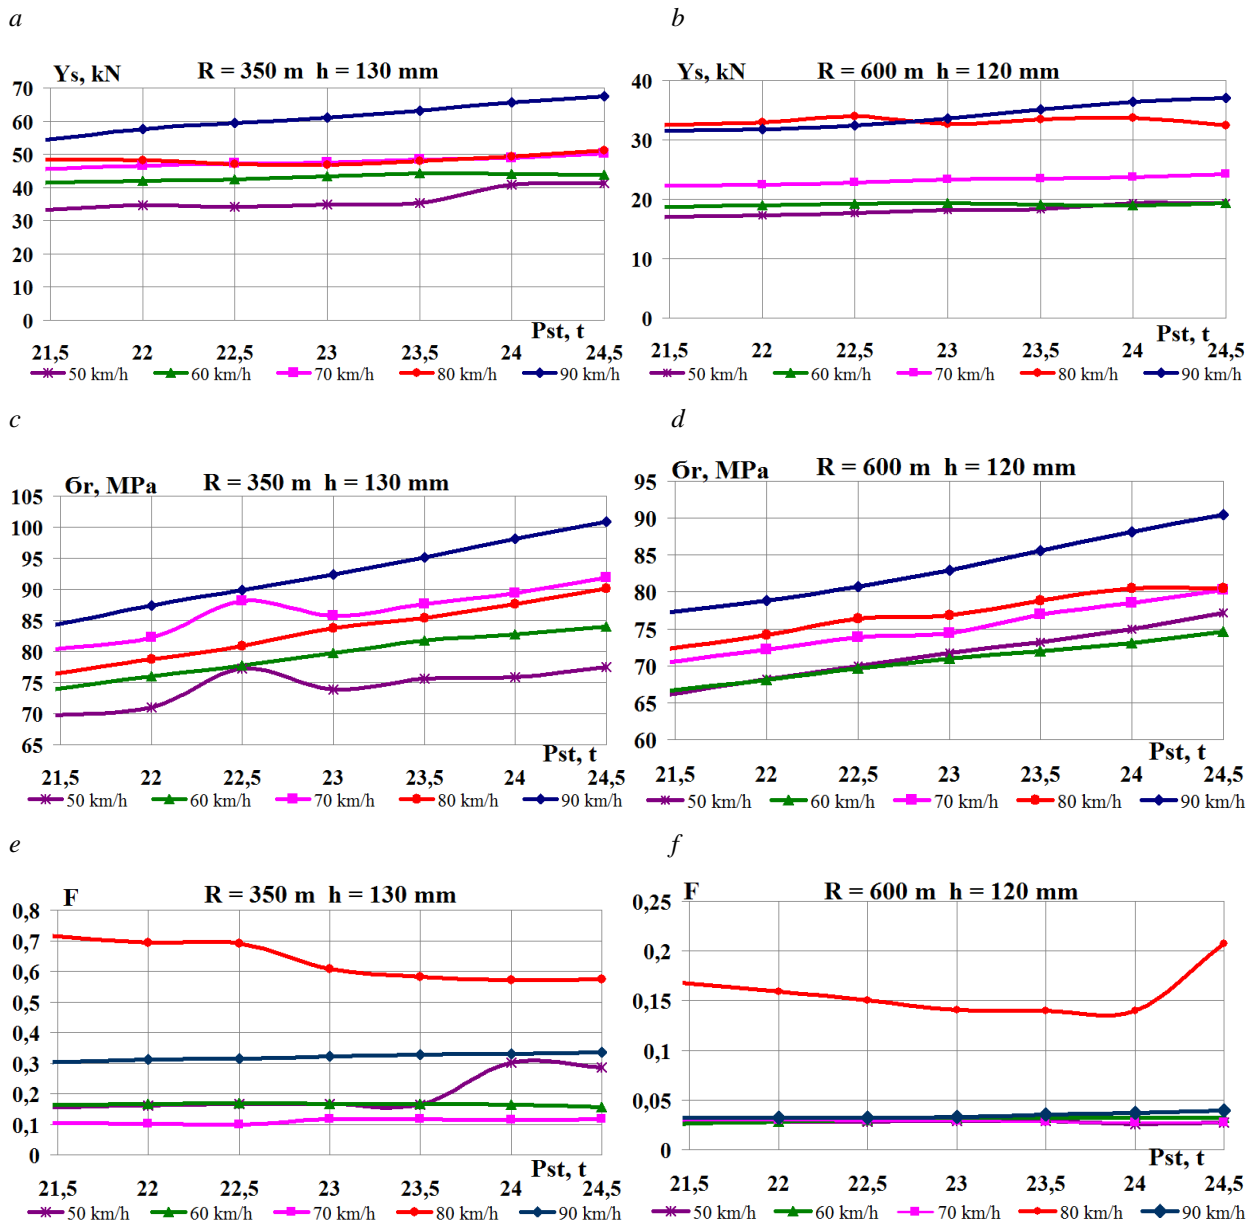 a
b
Ys, kN
R = 350 m h = 130 mm
70
60
50
40
30
20
10
0
Pst, t
21,5 22 22,5 23 23,5 24 24,5
50 km/h 60 km/h 70 km/h 80 km/h 90 km/h
Ys, kN
R = 600 m h = 120 mm
40
30
20
10
0
Pst, t
21,5 22 22,5 23 23,5 24 24,5
50 km/h 60 km/h 70 km/h 80 km/h 90 km/h
c
d
σr, MPa
R = 350 m h = 130 mm
105
100
95
90
85
80
75
70
65
Pst, t
21,5 22 22,5 23 23,5 24 24,5
50 km/h 60 km/h 70 km/h 80 km/h 90 km/h
σr, MPa
R = 600 m h = 120 mm
95
90
85
80
75
70
65
60
Pst, t
21,5 22 22,5 23 23,5 24 24,5
50 km/h 60 km/h 70 km/h 80 km/h 90 km/h
e
f
F
R = 350 m h = 130 mm
0,8
0,7
0,6
0,5
0,4
0,3
0,2
0,1
0
21,5 22 22,5 23 23,5 24 24,5
50 km/h 60 km/h 70 km/h 80 km/h 90 km/h
F
R = 600 m h = 120 mm
0,25
0,2
0,15
0,1
0,05
0
Pst, t
21,5 22 22,5 23 23,5 24 24,5
50 km/h 60 km/h 70 km/h 80 km/h 90 km/h